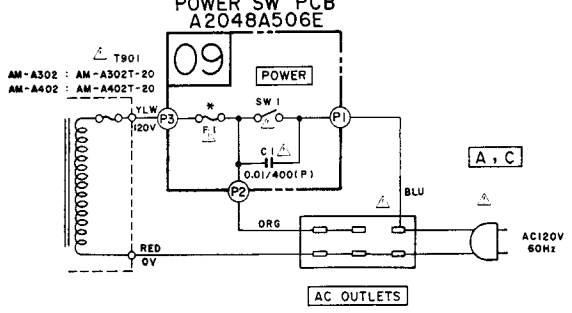 POWER SW PCB
A2048A506E
T901
AM-A302 : AM-A302T-20
AM-A402 : AM-A402T-20
09
POWER
YLW
120V
P3
*
F1
SW1
P1
C1
0.01/400(P)
P2
BLU
A, C
ORG
AC120V
60Hz
RED
0V
AC OUTLETS